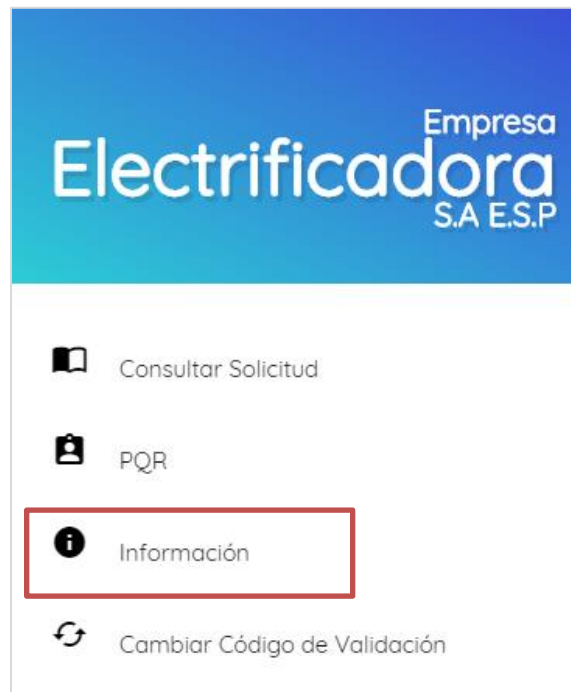 Empresa
Electrificadora
S.A E.S.P
Consultar Solicitud
PQR
Información
Cambiar Código de Validación